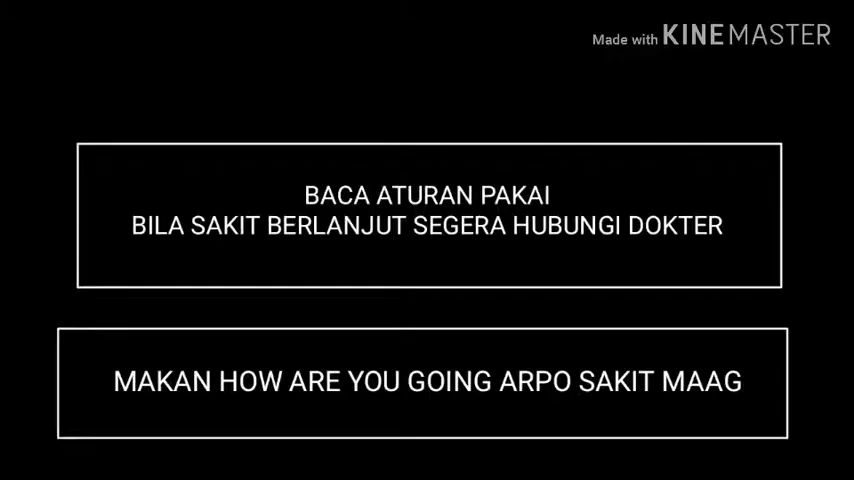 Made with KINEMASTER
BACA ATURAN PAKAI
BILA SAKIT BERLANJUT SEGERA HUBUNGI DOKTER
MAKAN HOW ARE YOU GOING ARPO SAKIT MAAG